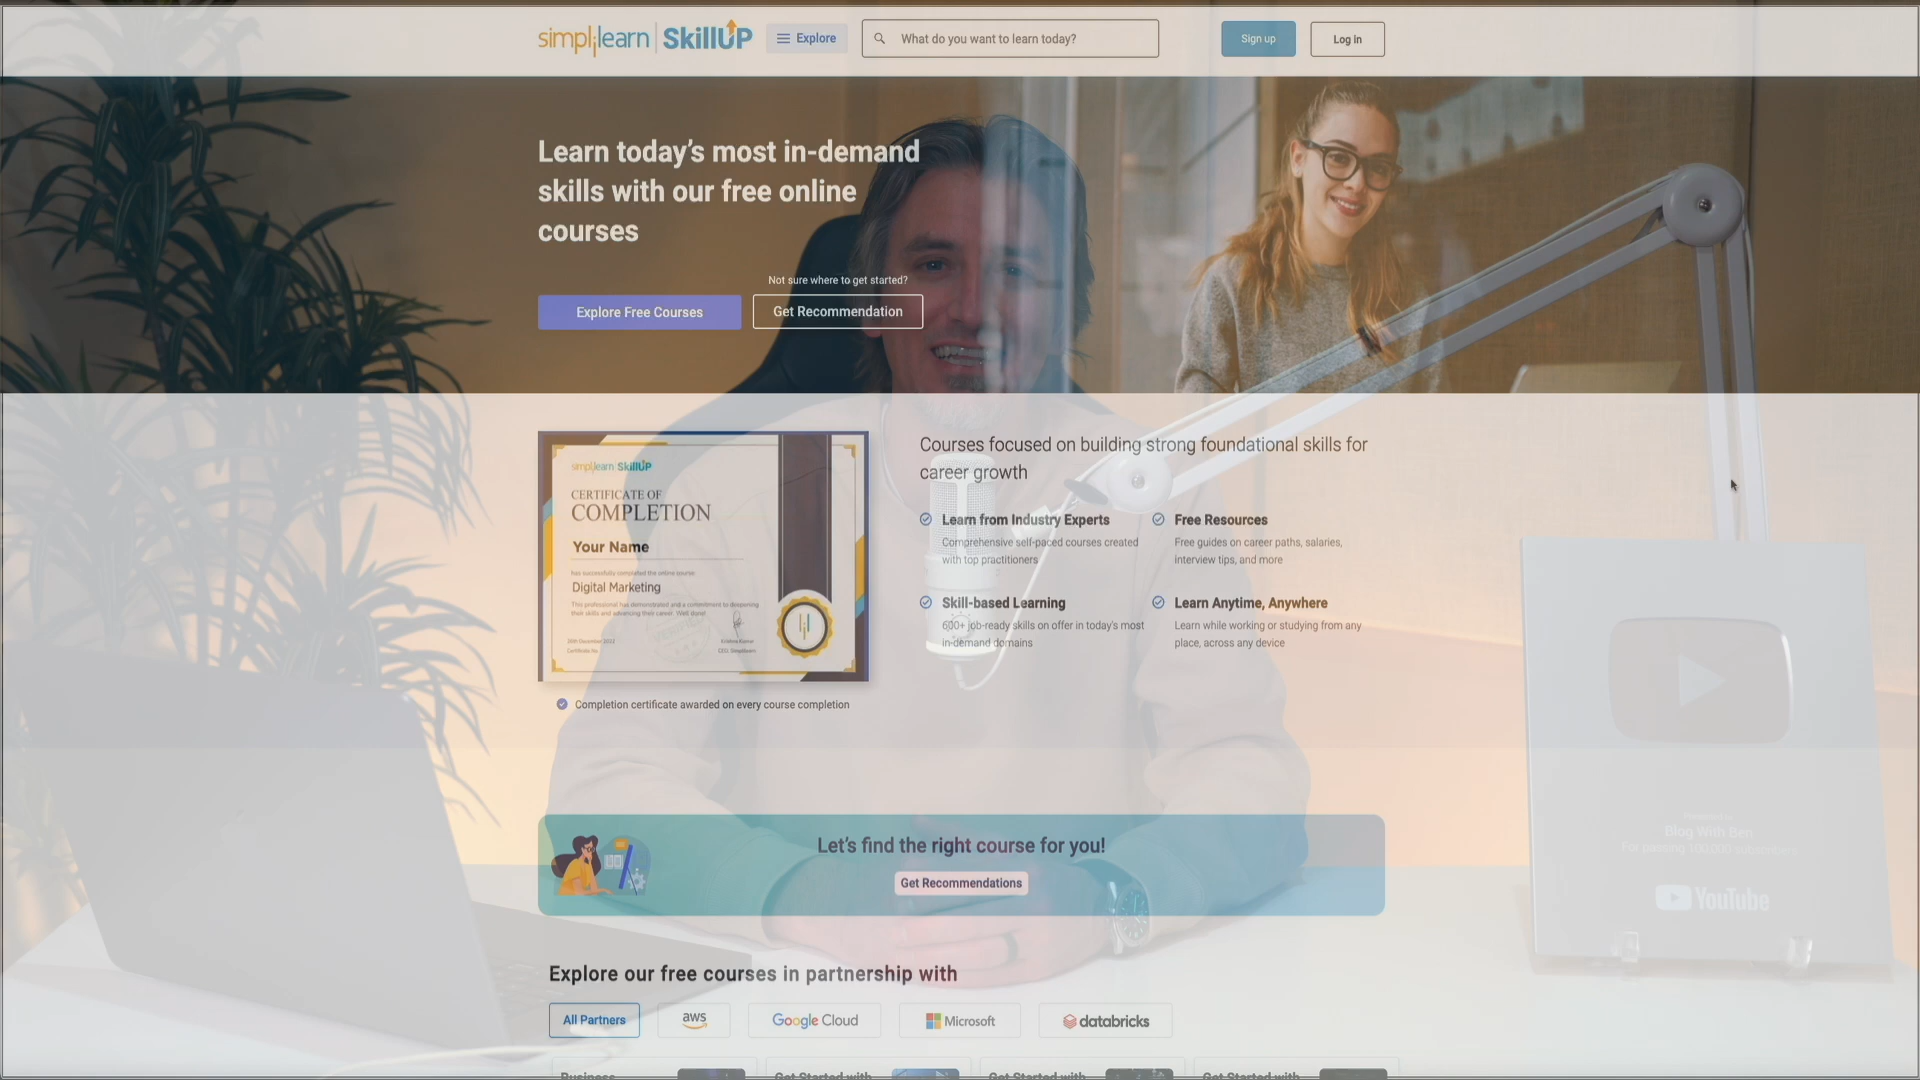 simplilearn SkillUP
Explore
What do you want to learn today?
Sign up
Log in
Learn today's most in-demand
skills with our free online
courses
Not sure where to get started?
Explore Free Courses
Get Recommendation
simplilearn SkillUP
CERTIFICATE OF
COMPLETION
Your Name
has successfully completed the online course
Digital Marketing
This professional has demonstrated and a commitment to deepening
their skills and advancing their career. Well done!
Krishna Kumar
CEO, Simplilearn
Certificate No.
Completion certificate awarded on every course completion
Courses focused on building strong foundational skills for
career growth
Learn from Industry Experts
Comprehensive self-paced courses created
with top practitioners
Free Resources
Free guides on career paths, salaries,
interview tips, and more
Skill-based Learning
600+ job-ready skills on offer in today's most
in-demand domains
Learn Anytime, Anywhere
Learn while working or studying from any
place, across any device
Blog With Ben
For passing 100,000 subscribers
YouTube
Let's find the right course for you!
Get Recommendations
Explore our free courses in partnership with
All Partners
aws
Google Cloud
Microsoft
databricks
Business
Get Started with
Get Started with
Get Started with